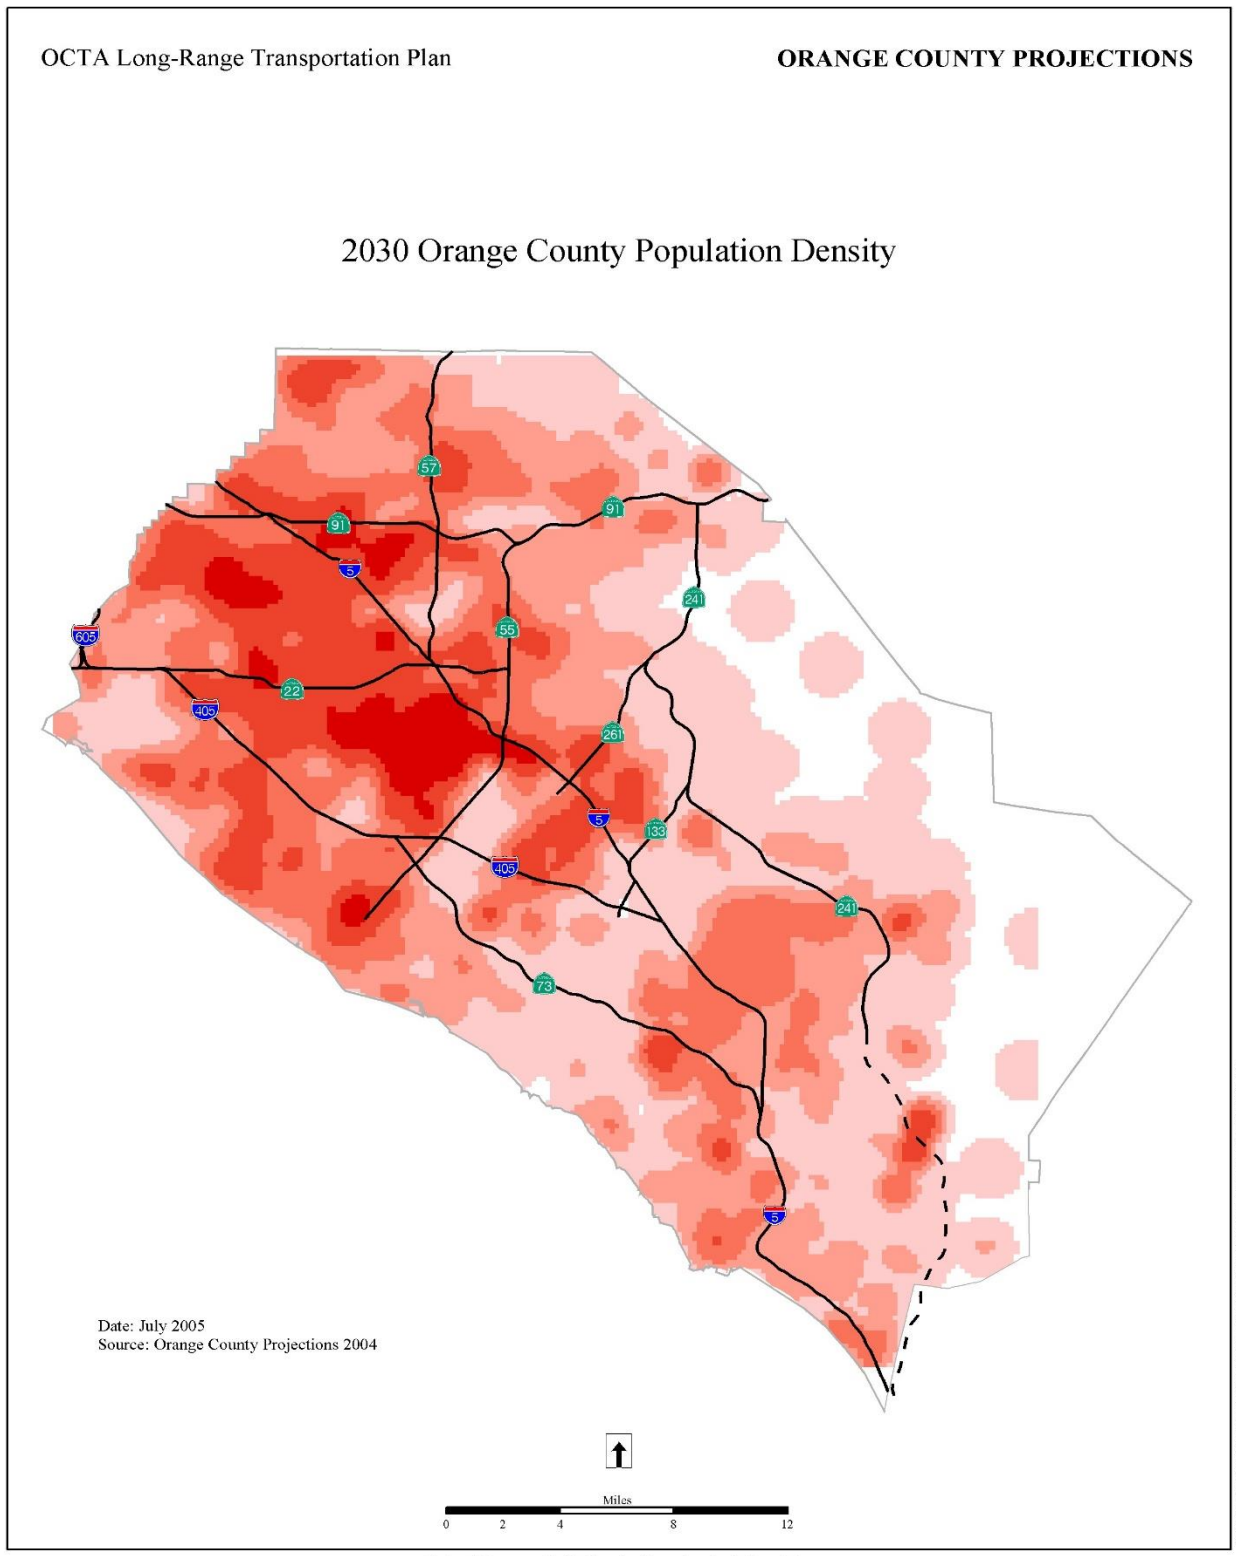 OCTA Long-Range Transportation Plan
ORANGE COUNTY PROJECTIONS
2030 Orange County Population Density
57
91
91
5
241
55
605
22
405
261
5
133
405
241
73
5
Date: July 2005
Source: Orange County Projections 2004
Miles
0 2 4 8 12